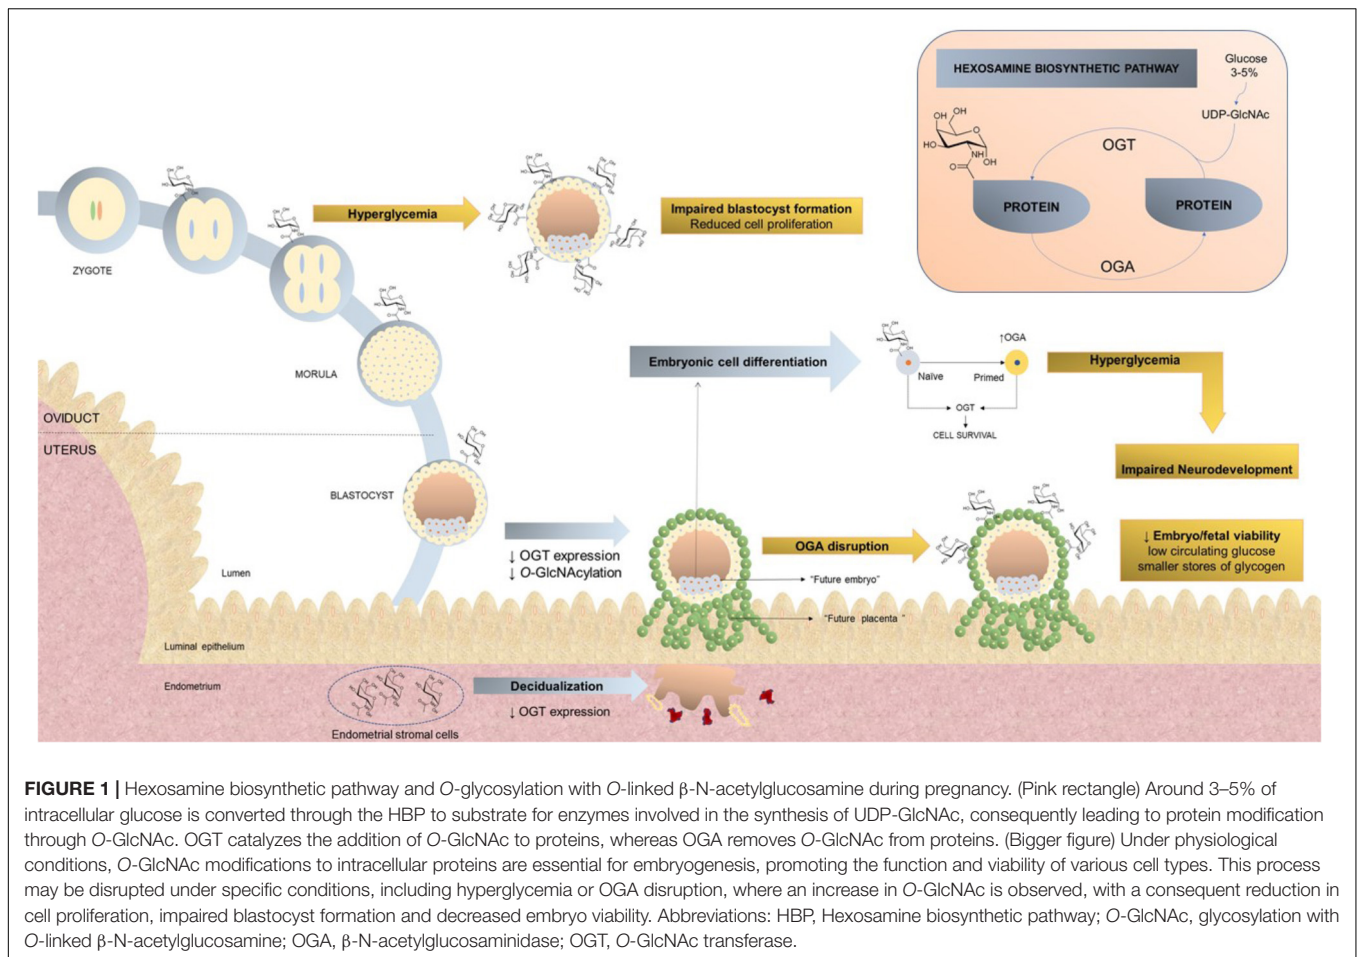 HEXOSAMINE BIOSYNTHETIC PATHWAY
Glucose
3-5%
UDP-GlcNAc
OGT
PROTEIN
PROTEIN
OGA
Hyperglycemia
Impaired blastocyst formation
Reduced cell proliferation
ZYGOTE
MORULA
OVIDUCT
UTERUS
BLASTOCYST
Embryonic cell differentiation
↑OGA
Naïve
Primed
OGT
CELL SURVIVAL
Hyperglycemia
Impaired Neurodevelopment
↓ OGT expression
↓ O-GlcNAcylation
OGA disruption
↓ Embryo/fetal viability
low circulating glucose
smaller stores of glycogen
"Future embryo"
"Future placenta "
Lumen
Luminal epithelium
Endometrium
Decidualization
↓ OGT expression
Endometrial stromal cells
FIGURE 1 | Hexosamine biosynthetic pathway and O-glycosylation with O-linked β-N-acetylglucosamine during pregnancy. (Pink rectangle) Around 3–5% of
intracellular glucose is converted through the HBP to substrate for enzymes involved in the synthesis of UDP-GlcNAc, consequently leading to protein modification
through O-GlcNAc. OGT catalyzes the addition of O-GlcNAc to proteins, whereas OGA removes O-GlcNAc from proteins. (Bigger figure) Under physiological
conditions, O-GlcNAc modifications to intracellular proteins are essential for embryogenesis, promoting the function and viability of various cell types. This process
may be disrupted under specific conditions, including hyperglycemia or OGA disruption, where an increase in O-GlcNAc is observed, with a consequent reduction in
cell proliferation, impaired blastocyst formation and decreased embryo viability. Abbreviations: HBP, Hexosamine biosynthetic pathway; O-GlcNAc, glycosylation with
O-linked β-N-acetylglucosamine; OGA, β-N-acetylglucosaminidase; OGT, O-GlcNAc transferase.